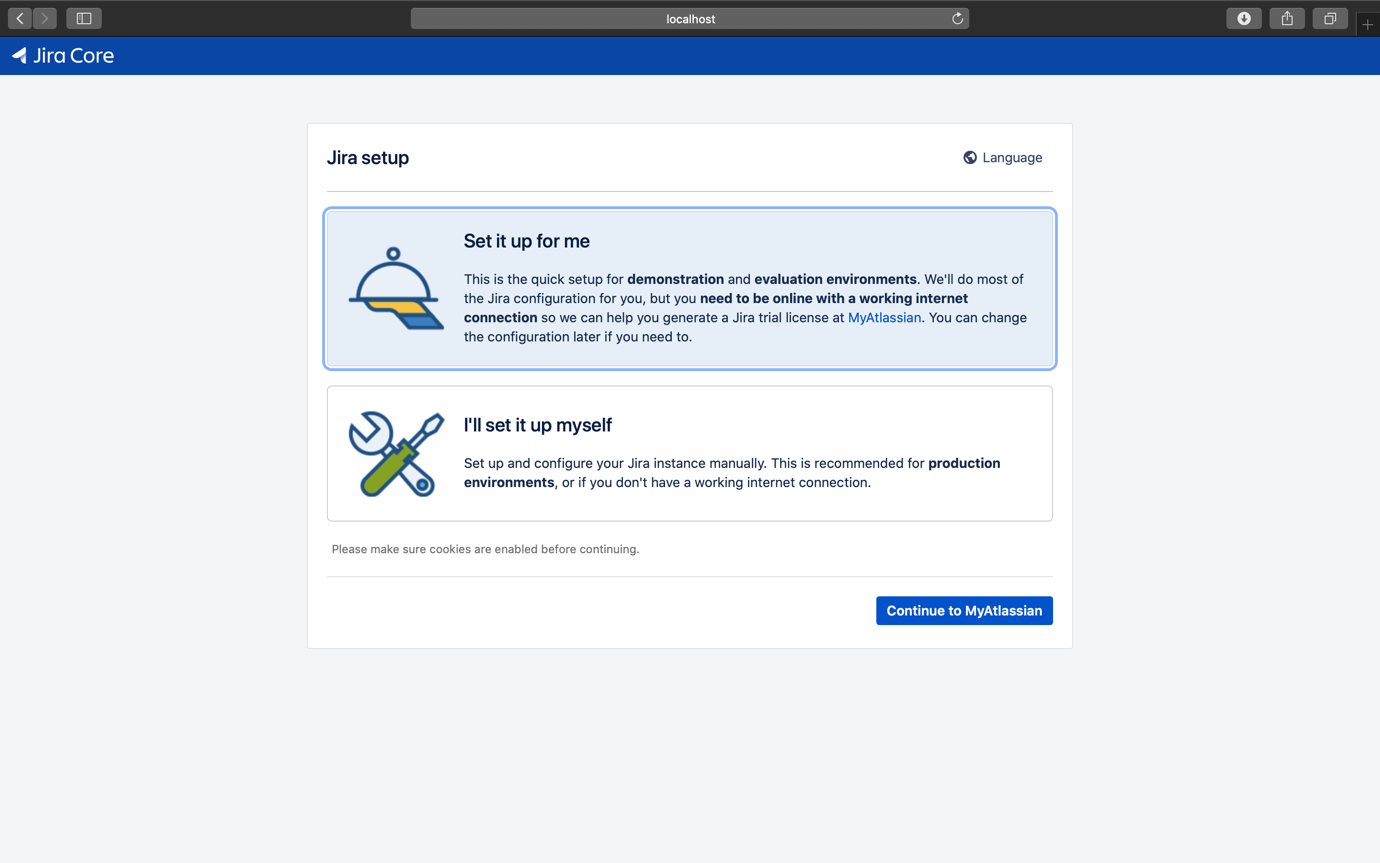 localhost
Jira Core
Jira setup
Language
Set it up for me
This is the quick setup for demonstration and evaluation environments. We'll do most of
the Jira configuration for you, but you need to be online with a working internet
connection so we can help you generate a Jira trial license at MyAtlassian. You can change
the configuration later if you need to.
I'll set it up myself
Set up and configure your Jira instance manually. This is recommended for production
environments, or if you don't have a working internet connection.
Please make sure cookies are enabled before continuing.
Continue to MyAtlassian